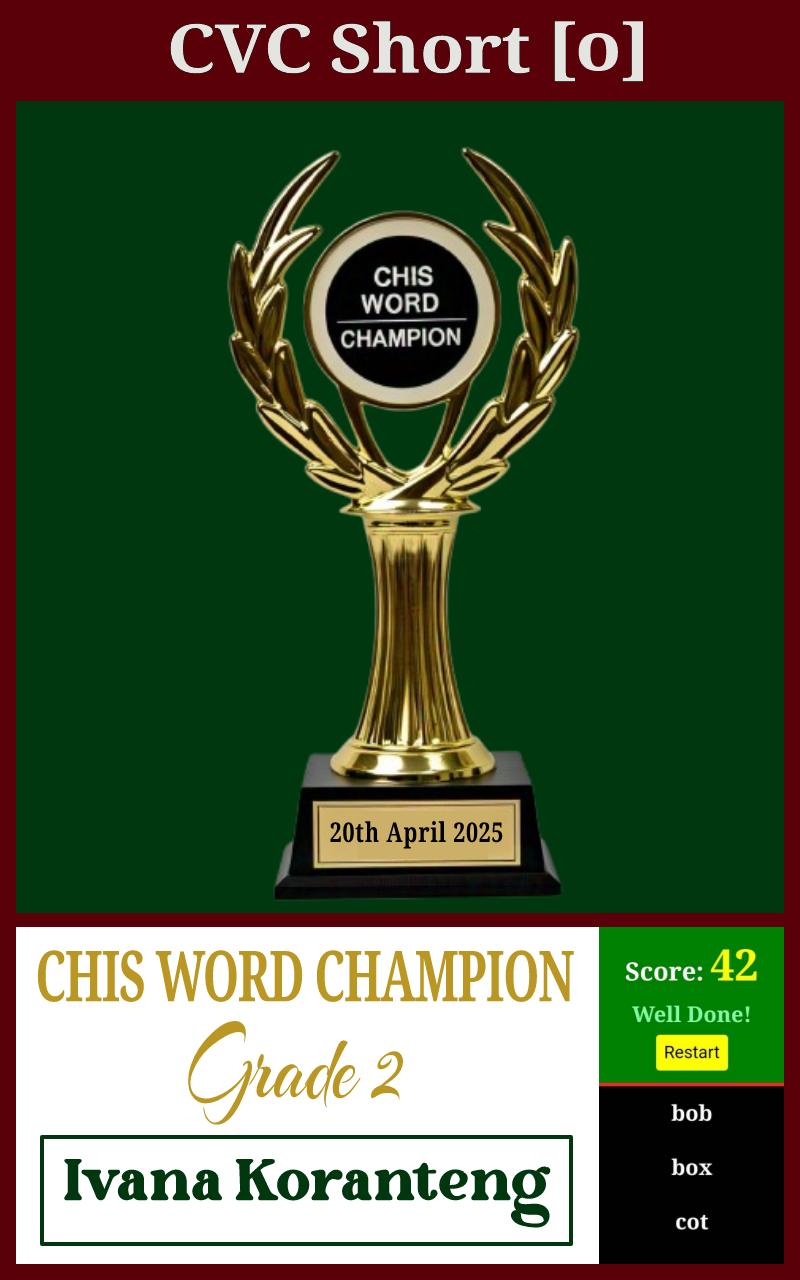 CVC Short [o]
CHIS
WORD
CHAMPION
20th April 2025
CHIS WORD CHAMPION
Grade 2
Ivana Koranteng
Score: 42
Well Done!
Restart
bob
box
cot